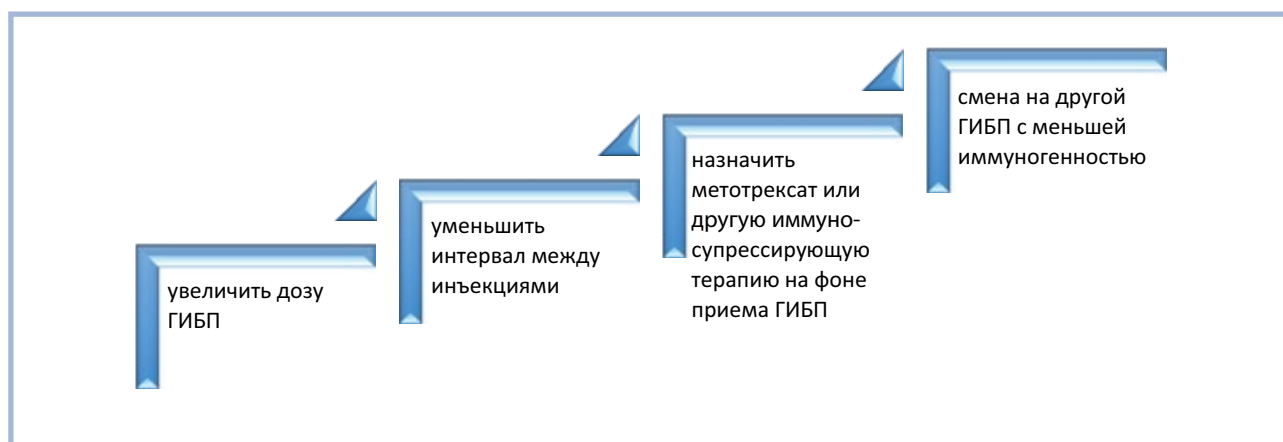 увеличить дозу
ГИБП
уменьшить
интервал между
инъекциями
назначить
метотрексат или
другую иммуно-
супрессирующую
терапию на фоне
приема ГИБП
смена на другой
ГИБП с меньшей
иммуногенностью